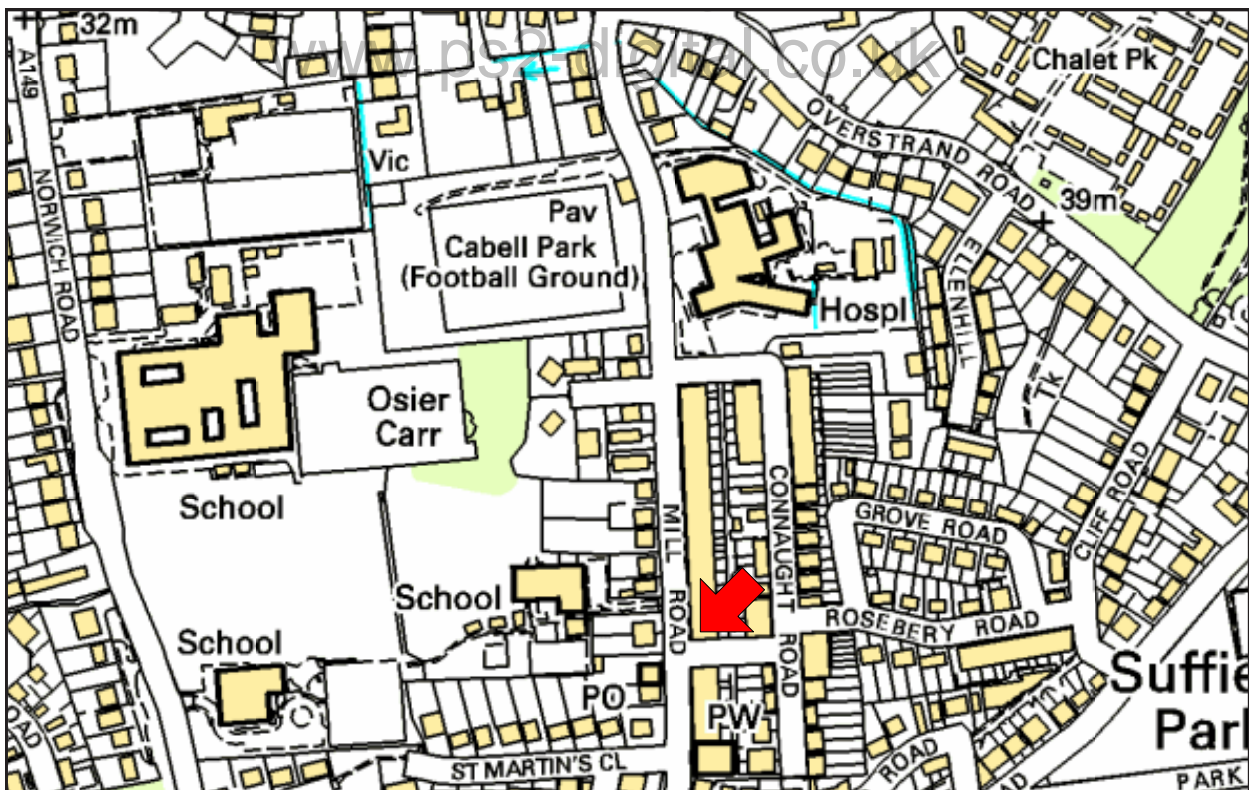 32m
www.ps2-digital.co.uk
Chalet Pk
A149
OVERSTRAND ROAD
Vic
NORWICH ROAD
39m
Pav
Cabell Park
(Football Ground)
ELLENHILL
Hospl
Tk
Osier
Carr
CLIFF ROAD
CONNAUGHT ROAD
School
MILL ROAD
GROVE ROAD
School
ROSEBERY ROAD
School
Suffie
Park
PO
PW
ROAD
ROAD
ST MARTIN'S CL
PARK